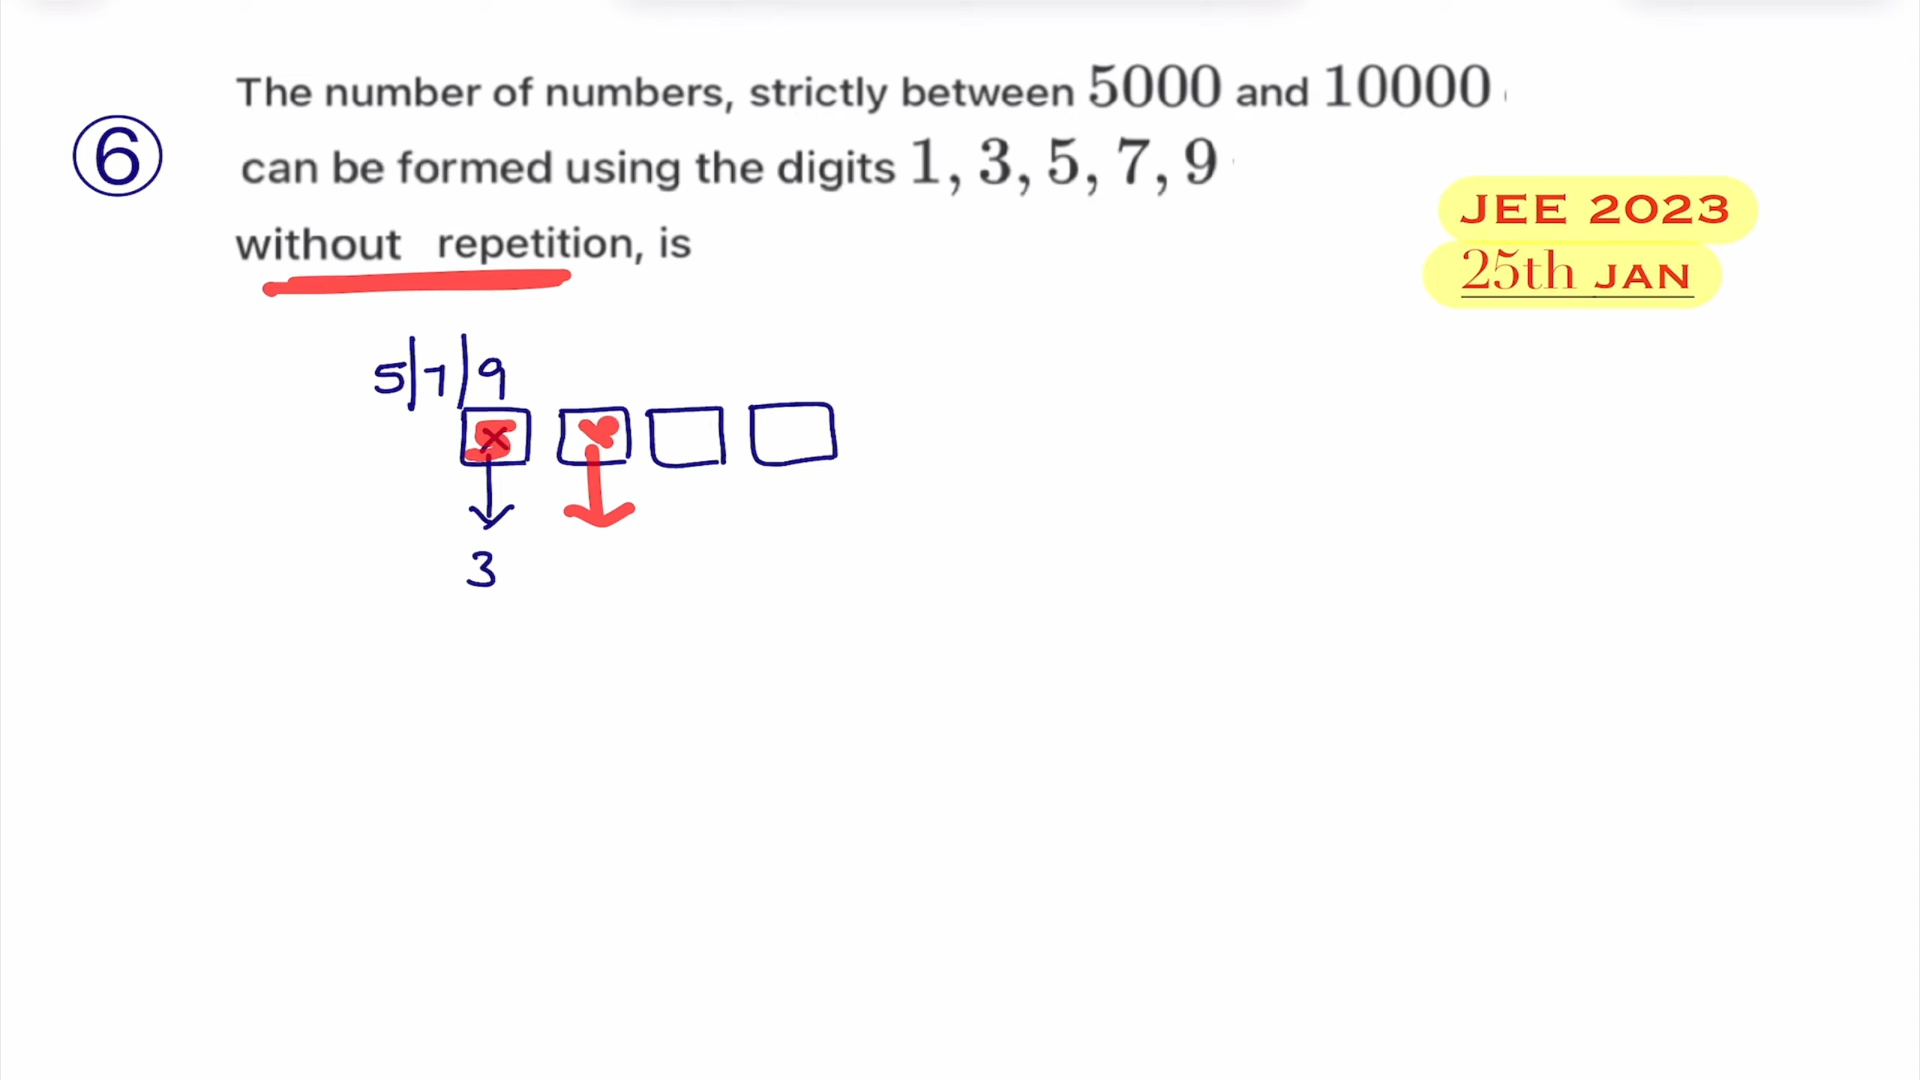 The number of numbers, strictly between 5000 and 10000
⑥
can be formed using the digits 1, 3, 5, 7, 9
without repetition, is
JEE 2023
25th JAN
5|7|9
3